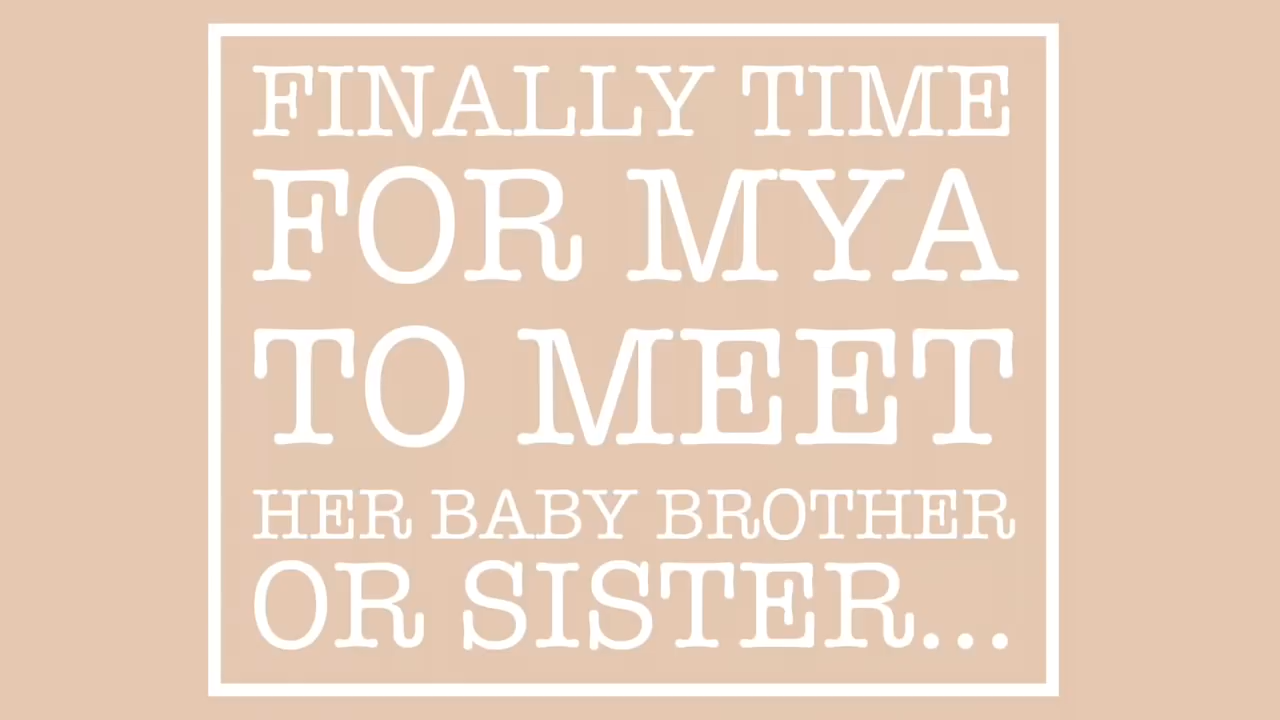 FINALLY TIME
FOR MYA
TO MEET
HER BABY BROTHER
OR SISTER...